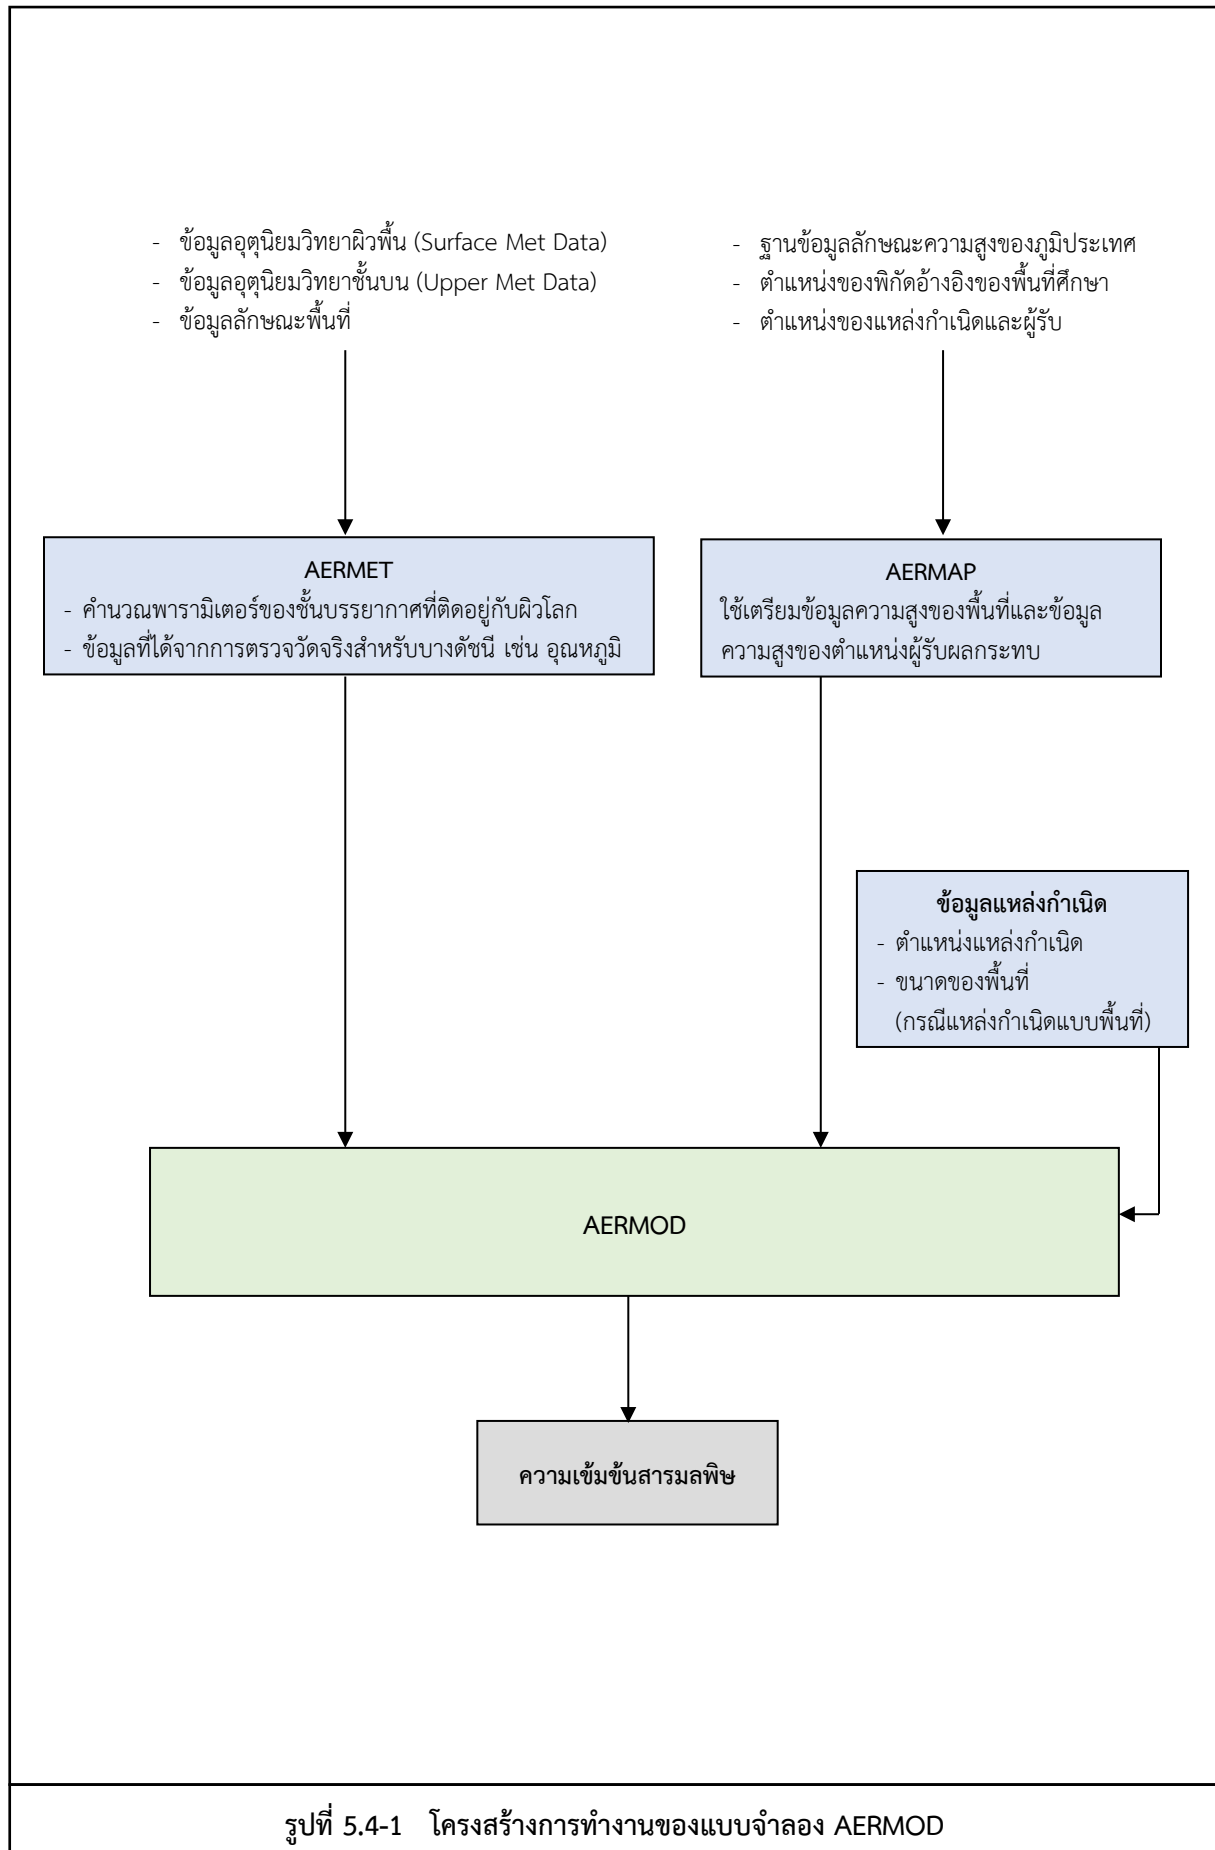 - ข้อมูลอุตุนิยมวิทยาผิวพื้น (Surface Met Data)
- ข้อมูลอุตุนิยมวิทยาชั้นบน (Upper Met Data)
- ข้อมูลลักษณะพื้นที่
- ฐานข้อมูลลักษณะความสูงของภูมิประเทศ
- ตำแหน่งของพิกัดอ้างอิงของพื้นที่ศึกษา
- ตำแหน่งของแหล่งกำเนิดและผู้รับ
AERMET
- คำนวณพารามิเตอร์ของชั้นบรรยากาศที่ติดอยู่กับผิวโลก
- ข้อมูลที่ได้จากการตรวจวัดจริงสำหรับบางดัชนี เช่น อุณหภูมิ
AERMAP
ใช้เตรียมข้อมูลความสูงของพื้นที่และข้อมูล
ความสูงของตำแหน่งผู้รับผลกระทบ
ข้อมูลแหล่งกำเนิด
- ตำแหน่งแหล่งกำเนิด
- ขนาดของพื้นที่
(กรณีแหล่งกำเนิดแบบพื้นที่)
AERMOD
ความเข้มข้นสารมลพิษ
รูปที่ 5.4-1 โครงสร้างการทำงานของแบบจำลอง AERMOD